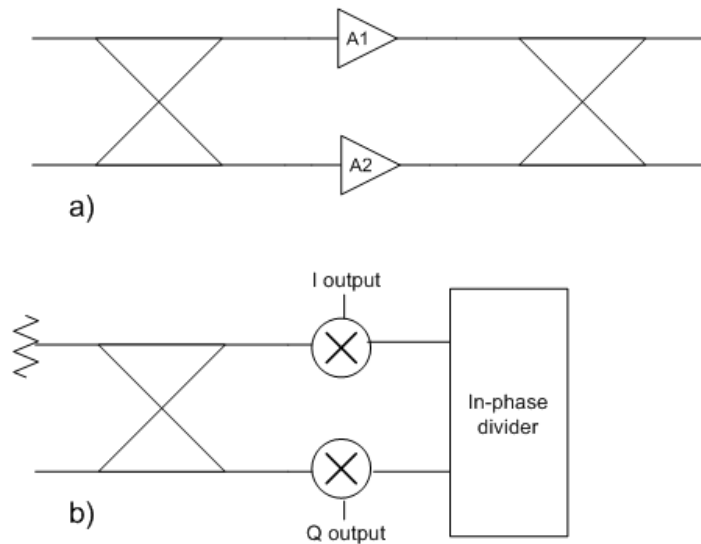 A1
A2
a)
I output
In-phase
divider
Q output
b)